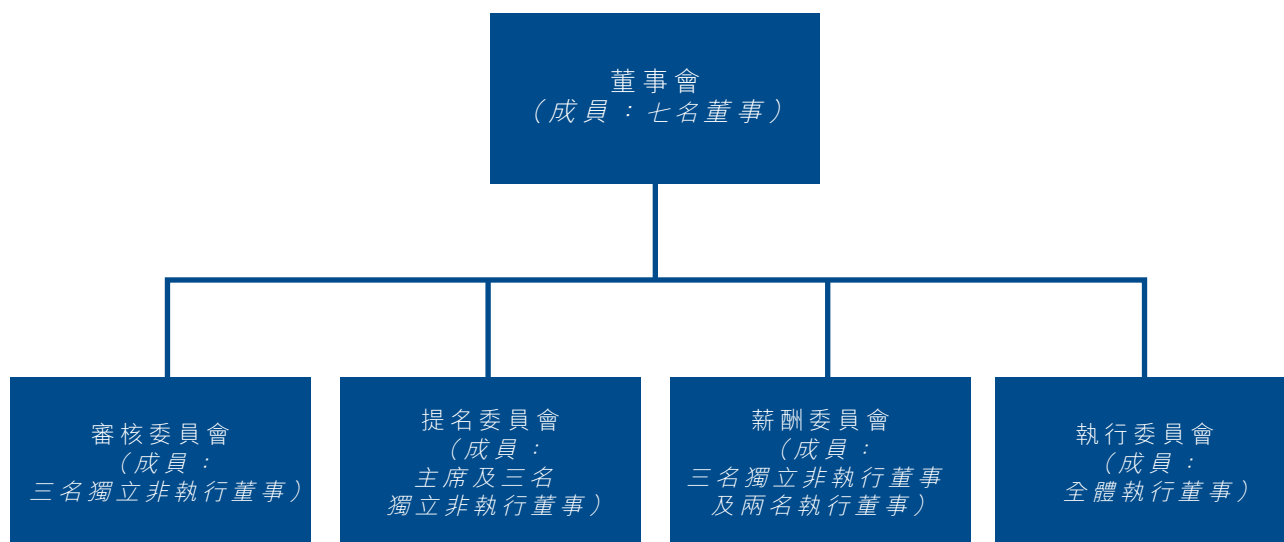 董事會
（成員：七名董事）
審核委員會
（成員：
三名獨立非執行董事）
提名委員會
（成員：
主席及三名
獨立非執行董事）
薪酬委員會
（成員：
三名獨立非執行董事
及兩名執行董事）
執行委員會
（成員：
全體執行董事）